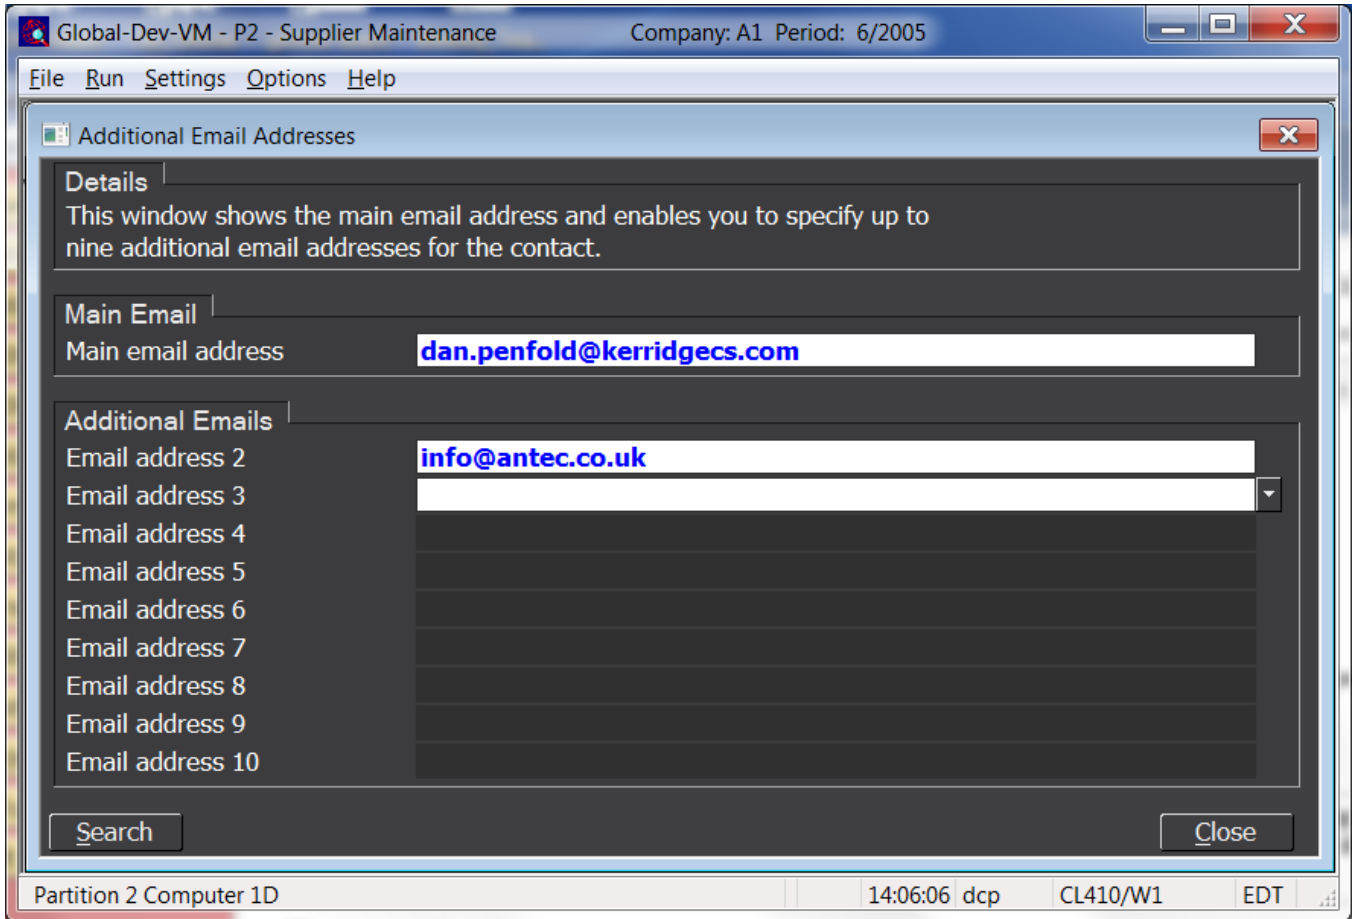 Global-Dev-VM - P2 - Supplier Maintenance Company: A1 Period: 6/2005
File Run Settings Options Help
Additional Email Addresses
Details
This window shows the main email address and enables you to specify up to
nine additional email addresses for the contact.
Main Email
Main email address dan.penfold@kerridgecs.com
Additional Emails
Email address 2 info@antec.co.uk
Email address 3
Email address 4
Email address 5
Email address 6
Email address 7
Email address 8
Email address 9
Email address 10
Search Close
Partition 2 Computer 1D 14:06:06 dcp CL410/W1 EDT